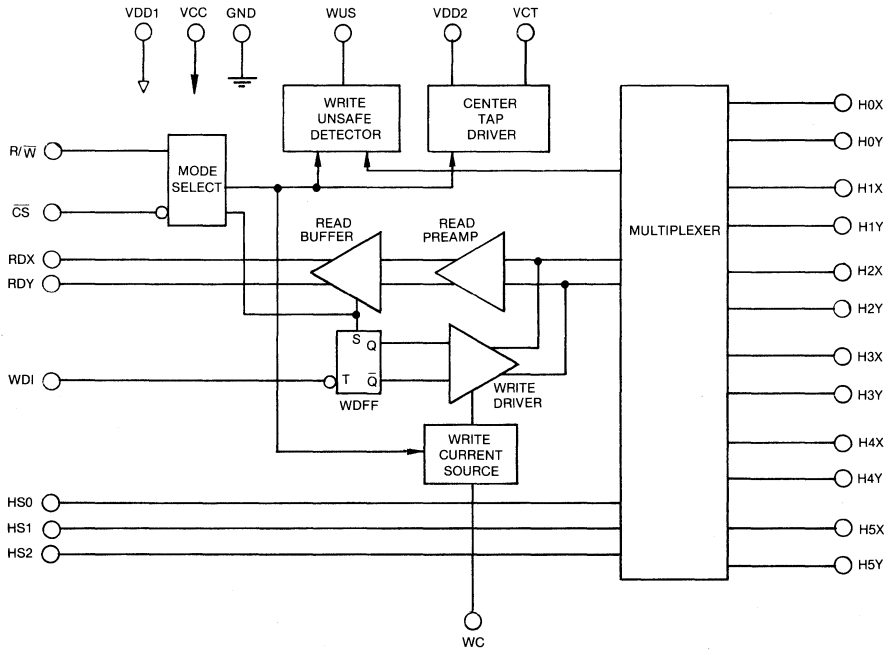 VDD1
VCC
GND
WUS
VDD2
VCT
WRITE
UNSAFE
DETECTOR
CENTER
TAP
DRIVER
R/W̅
MODE
SELECT
C̅S̅
READ
BUFFER
READ
PREAMP
MULTIPLEXER
RDX
RDY
S
Q
T
Q̅
WDI
WDFF
WRITE
DRIVER
WRITE
CURRENT
SOURCE
HS0
HS1
HS2
WC
H0X
H0Y
H1X
H1Y
H2X
H2Y
H3X
H3Y
H4X
H4Y
H5X
H5Y